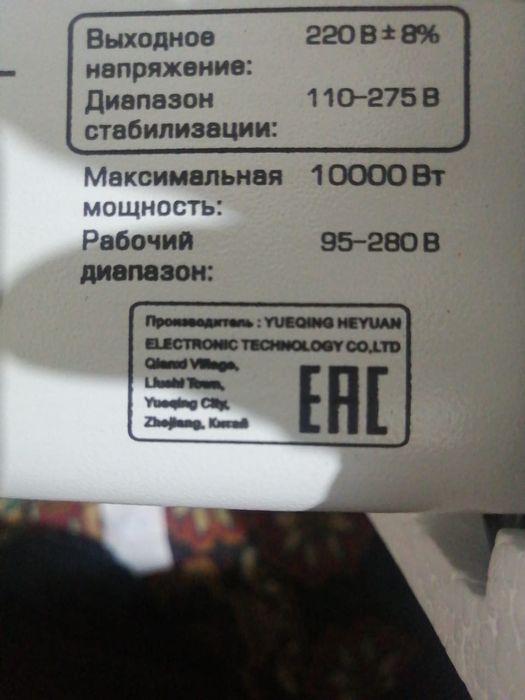 Выходное 220 В ± 8%
напряжение:
Диапазон 110-275 В
стабилизации:
Максимальная 10000 Вт
мощность:
Рабочий 95-280 В
диапазон:
Производитель : YUEQING HEYUAN
ELECTRONIC TECHNOLOGY CO,LTD
Qianxi Village,
Liushi Town,
Yueqing City,
Zhejiang, Китай
EAC